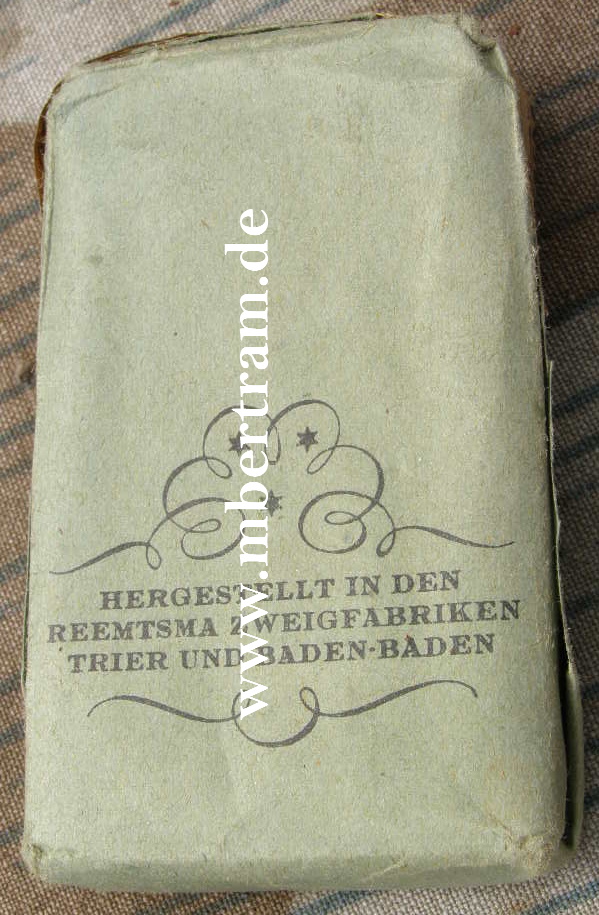 HERGESTELLT IN DEN
REEMTSMA ZWEIGFABRIKEN
TRIER UND BADEN-BADEN
www.mbertram.de